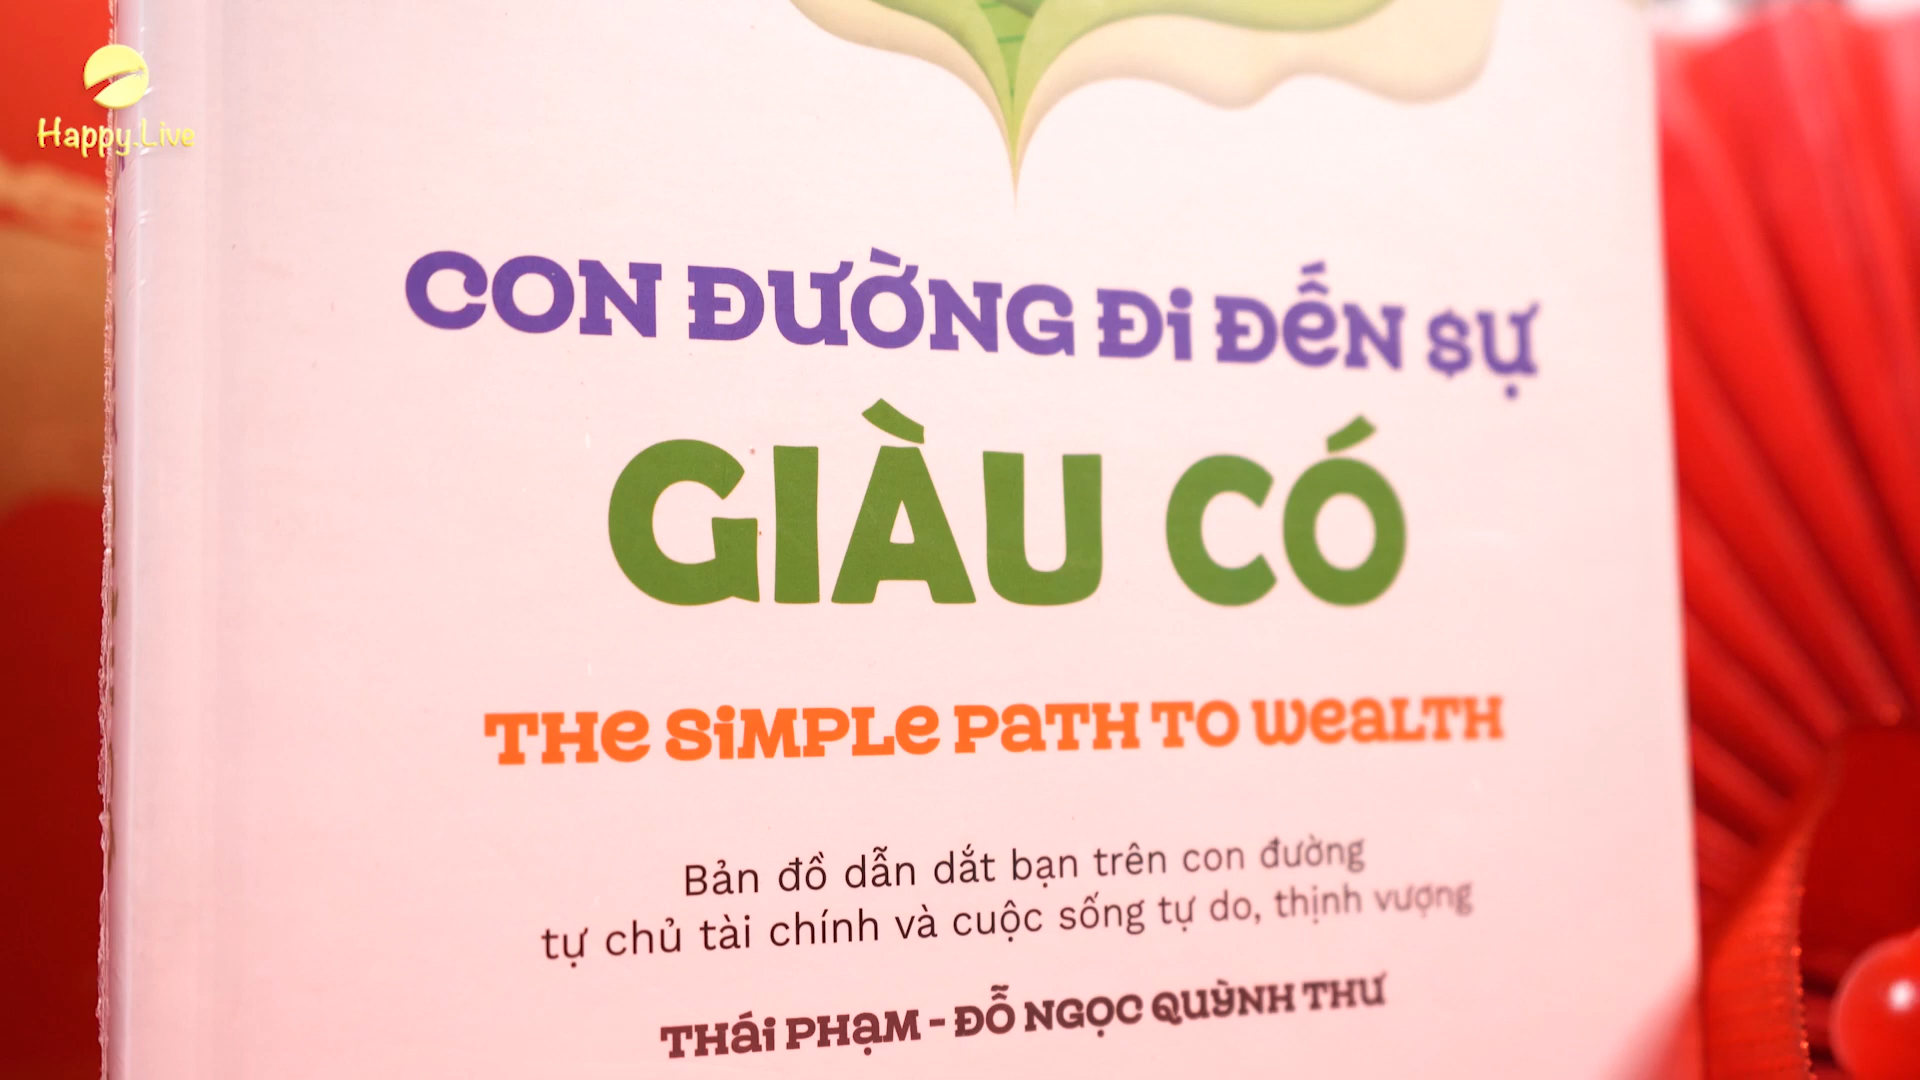 Happy.Live
CON ĐƯỜNG ĐI ĐẾN SỰ
GIÀU CÓ
THE SIMPLE PATH TO WEALTH
Bản đồ dẫn dắt bạn trên con đường
tự chủ tài chính và cuộc sống tự do, thịnh vượng
THÁI PHẠM - ĐỖ NGỌC QUỲNH THƯ